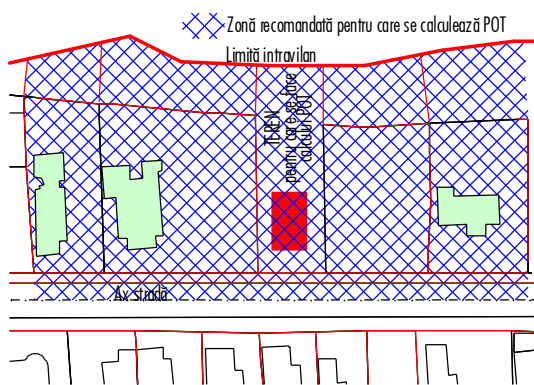 Zonă recomandată pentru care se calculează POT
Limită intravilan
TEREN
pentru care se face
calculul POT
Ax stradă